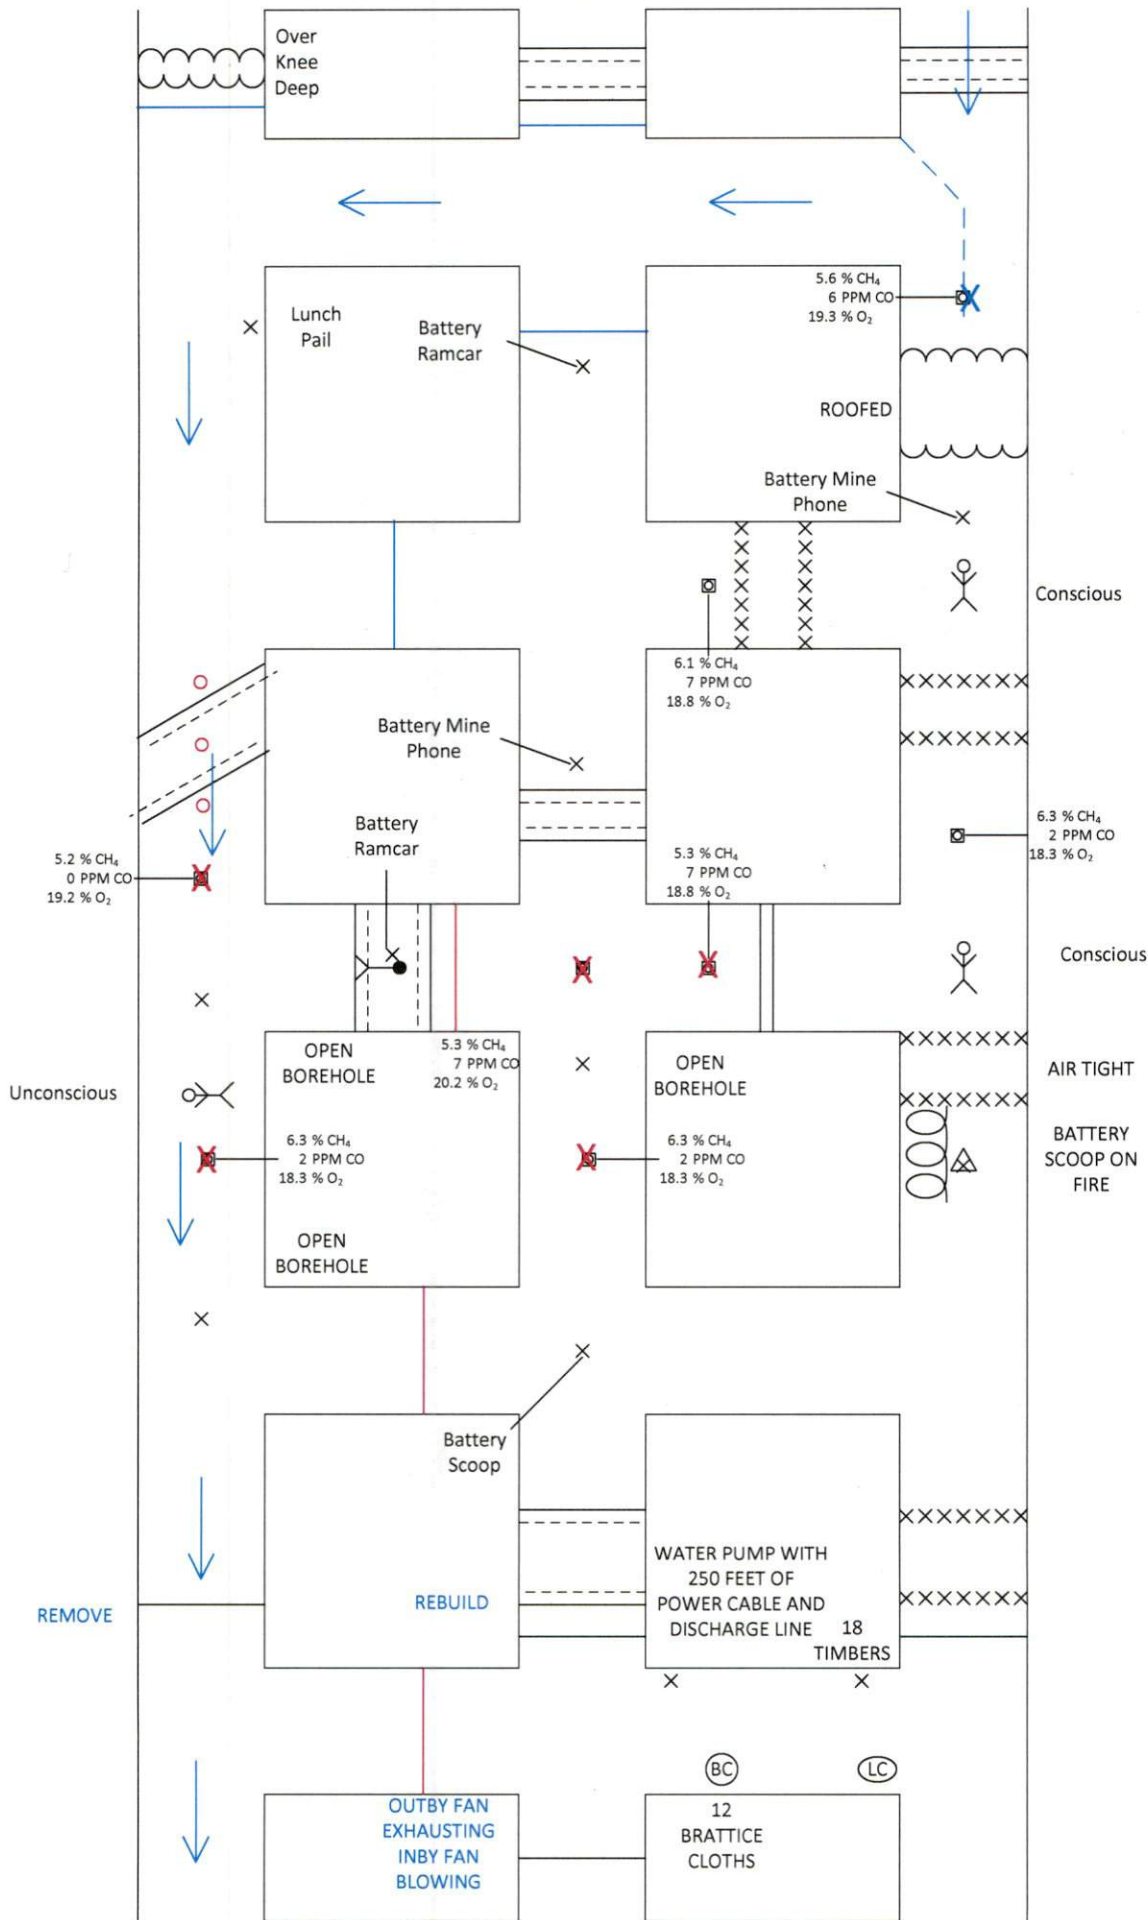 Over
Knee
Deep
5.6 % CH₄
6 PPM CO
19.3 % O₂
Lunch
Pail
Battery
Ramcar
ROOFED
Battery Mine
Phone
Conscious
6.1 % CH₄
7 PPM CO
18.8 % O₂
Battery Mine
Phone
Battery
Ramcar
6.3 % CH₄
2 PPM CO
18.3 % O₂
5.2 % CH₄
0 PPM CO
19.2 % O₂
5.3 % CH₄
7 PPM CO
18.8 % O₂
Conscious
OPEN
BOREHOLE
5.3 % CH₄
7 PPM CO
20.2 % O₂
OPEN
BOREHOLE
AIR TIGHT
Unconscious
6.3 % CH₄
2 PPM CO
18.3 % O₂
6.3 % CH₄
2 PPM CO
18.3 % O₂
BATTERY
SCOOP ON
FIRE
OPEN
BOREHOLE
Battery
Scoop
REMOVE
REBUILD
WATER PUMP WITH
250 FEET OF
POWER CABLE AND
DISCHARGE LINE
18
TIMBERS
BC
LC
OUTBY FAN
EXHAUSTING
INBY FAN
BLOWING
12
BRATTICE
CLOTHS